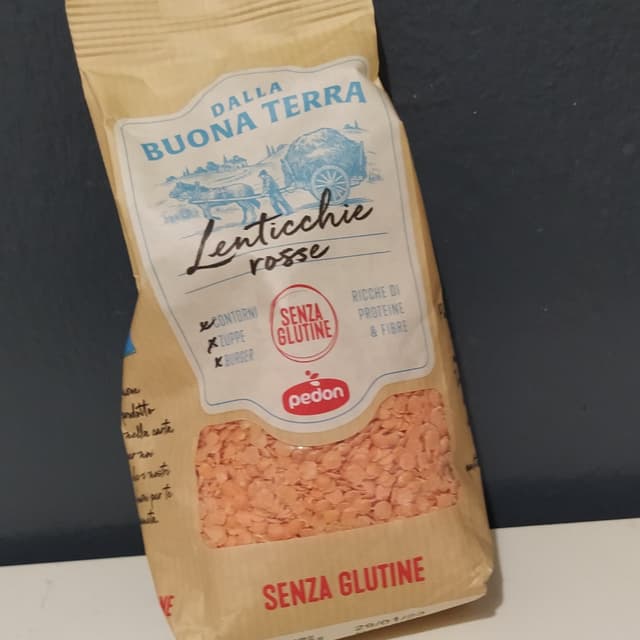 DALLA
BUONA TERRA
Lenticchie
rosse
CONTORNI
ZUPPE
BURGER
SENZA
GLUTINE
RICCHE DI
PROTEINE
& FIBRE
pedon
SENZA GLUTINE